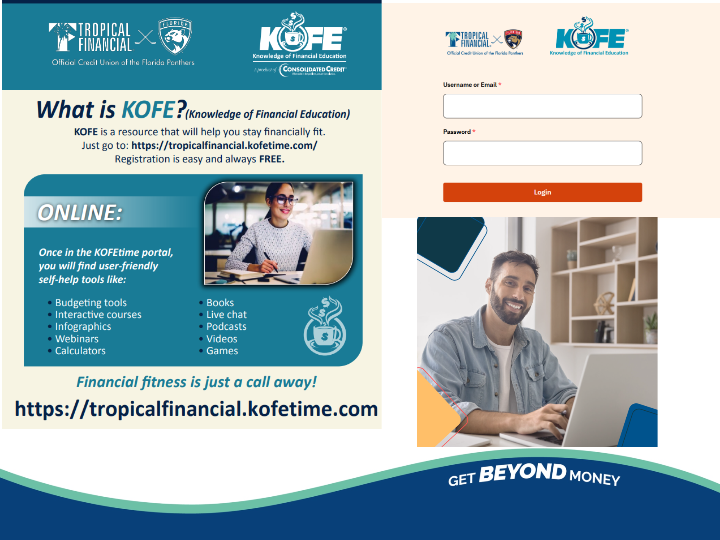 TROPICAL
FINANCIAL
FLORIDA
Official Credit Union of the Florida Panthers
KOFE
Knowledge of Financial Education
CONSOLIDATED CREDIT
What is KOFE?(Knowledge of Financial Education)
KOFE is a resource that will help you stay financially fit.
Just go to: https://tropicalfinancial.kofetime.com/
Registration is easy and always FREE.
ONLINE:
Once in the KOFEtime portal,
you will find user-friendly
self-help tools like:
• Budgeting tools
• Interactive courses
• Infographics
• Webinars
• Calculators
• Books
• Live chat
• Podcasts
• Videos
• Games
Financial fitness is just a call away!
https://tropicalfinancial.kofetime.com
TROPICAL
FINANCIAL
Official Credit Union of the Florida Panthers
KOFE
Knowledge of Financial Education
Username or Email *
Password *
Login
GET BEYOND MONEY